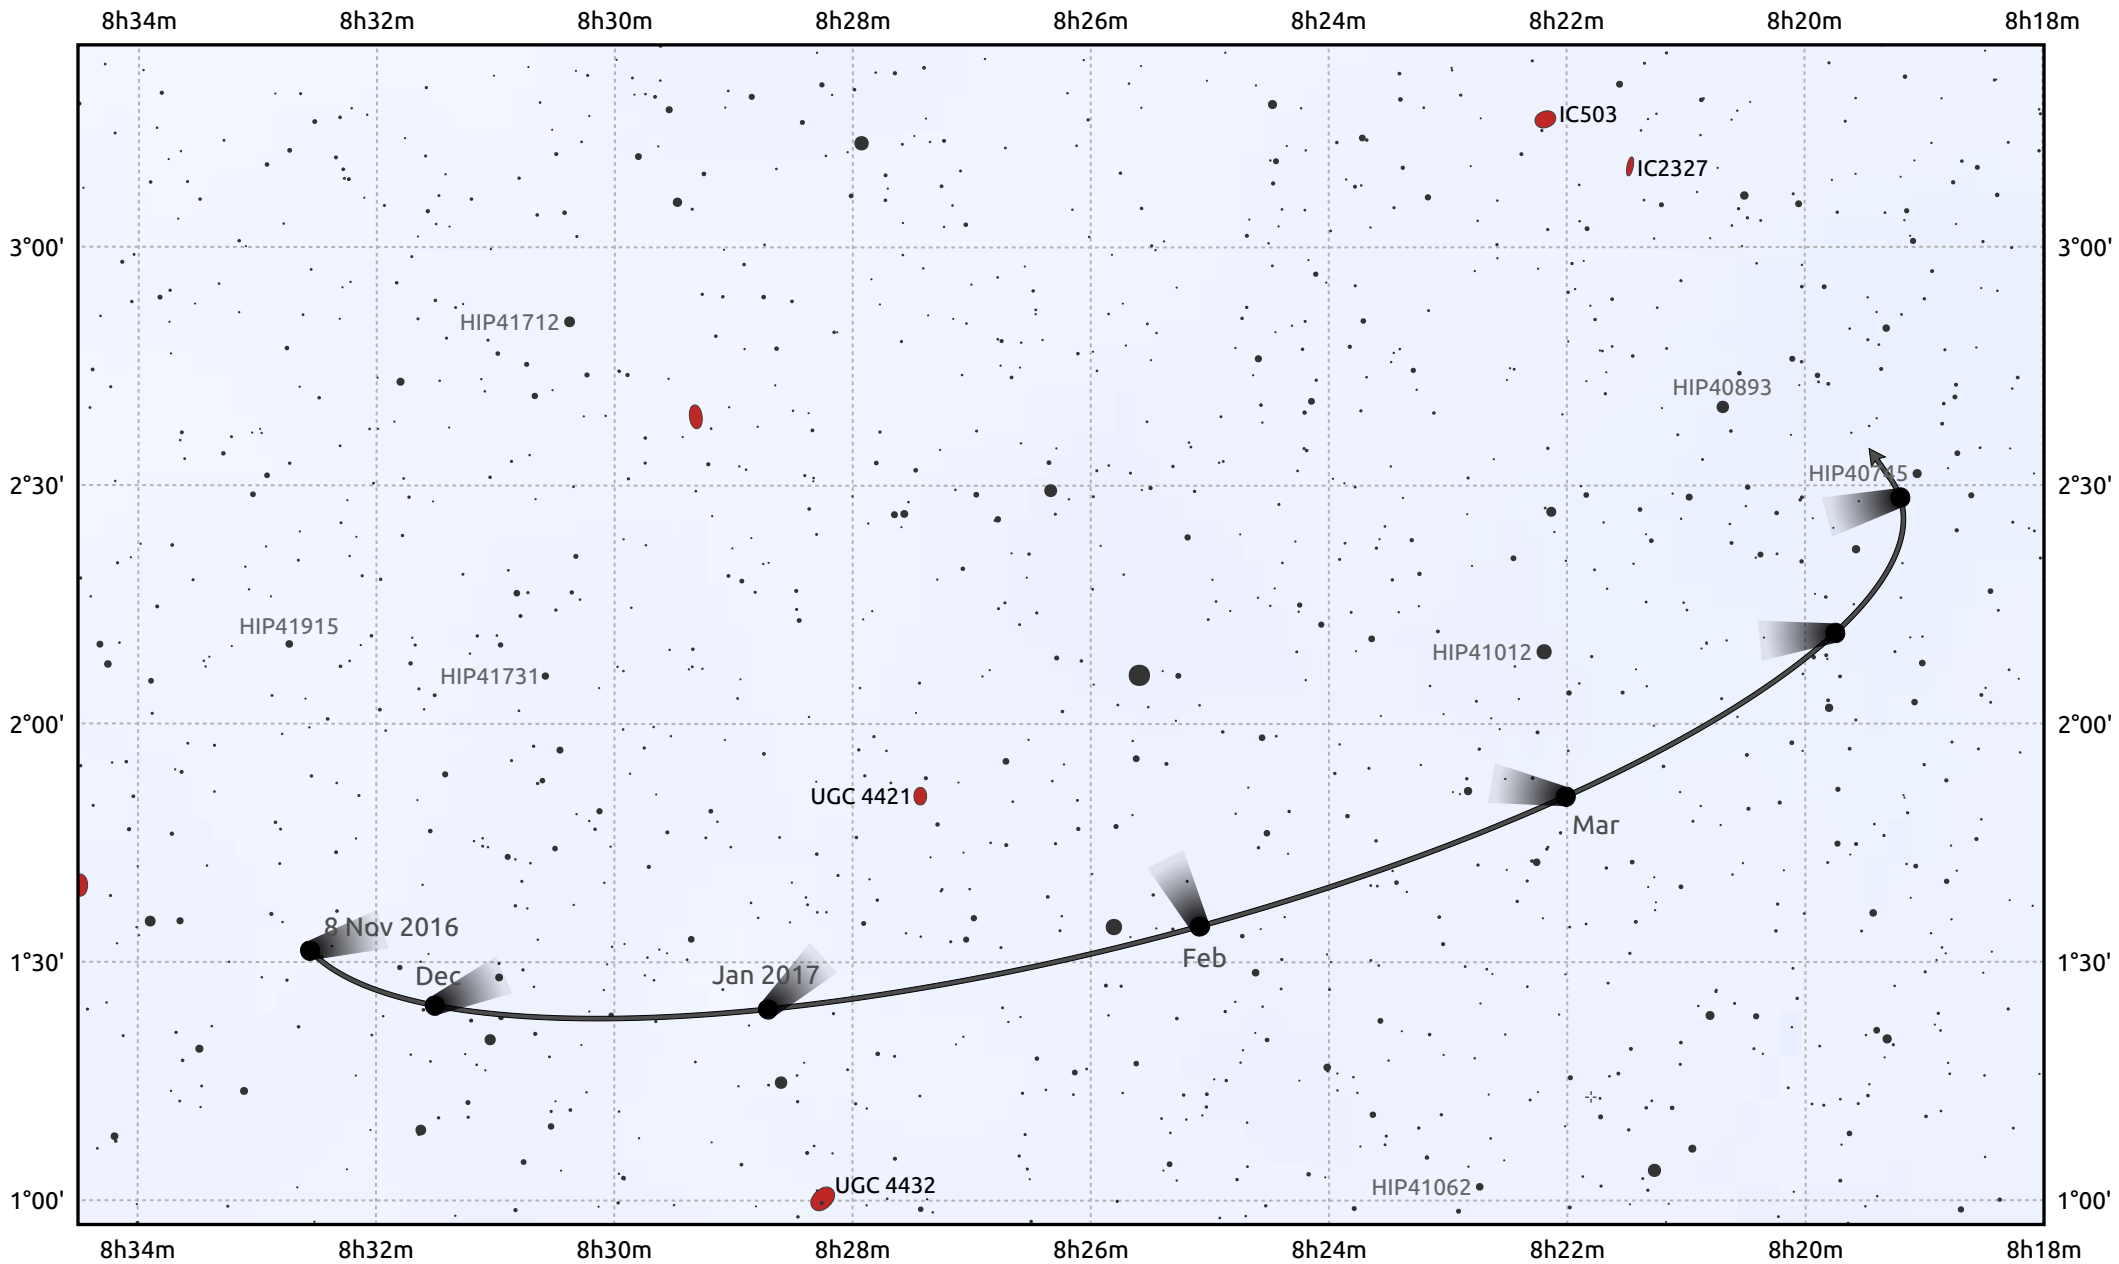 8h34m 8h32m 8h30m 8h28m 8h26m 8h24m 8h22m 8h20m 8h18m
IC503
IC2327
3°00' 3°00'
HIP41712
HIP40893
HIP40745
2°30' 2°30'
HIP41915
HIP41012
HIP41731
2°00' 2°00'
UGC 4421
Mar
8 Nov 2016
Feb
1°30' 1°30'
Dec Jan 2017
UGC 4432
HIP41062
1°00' 1°00'
8h34m 8h32m 8h30m 8h28m 8h26m 8h24m 8h22m 8h20m 8h18m